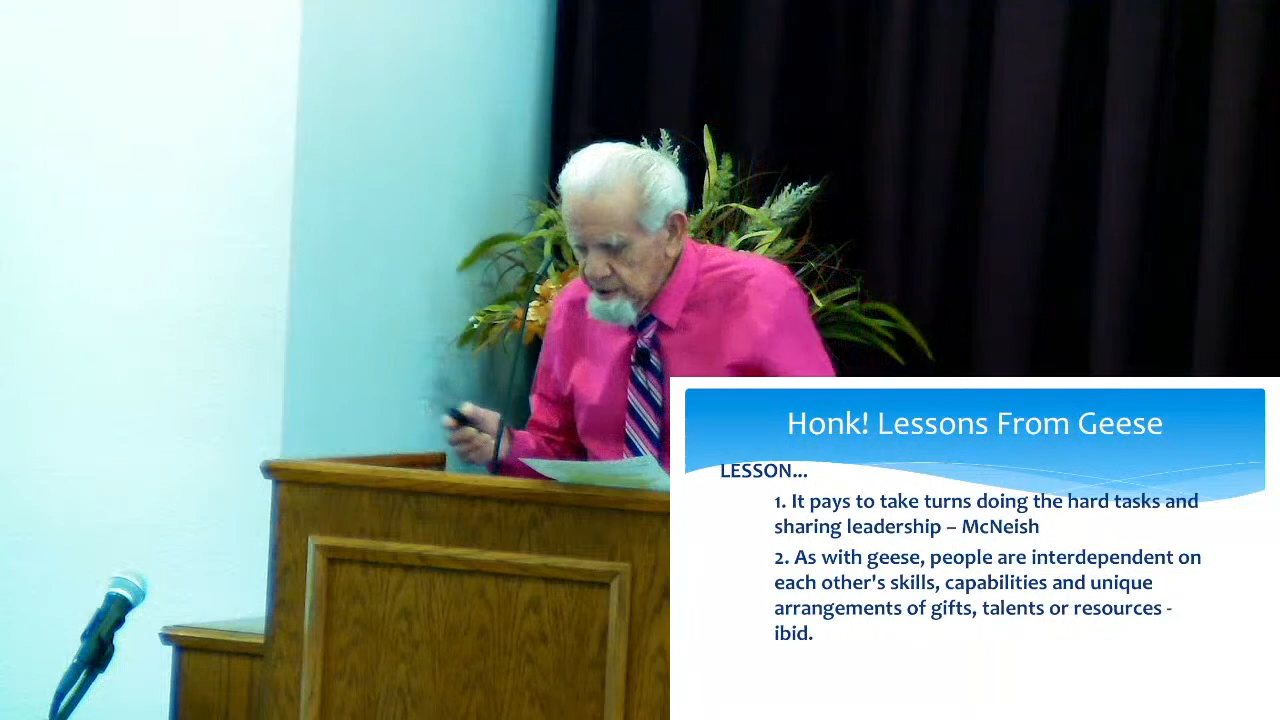 Honk! Lessons From Geese
LESSON...
1. It pays to take turns doing the hard tasks and
sharing leadership – McNeish
2. As with geese, people are interdependent on
each other's skills, capabilities and unique
arrangements of gifts, talents or resources -
ibid.